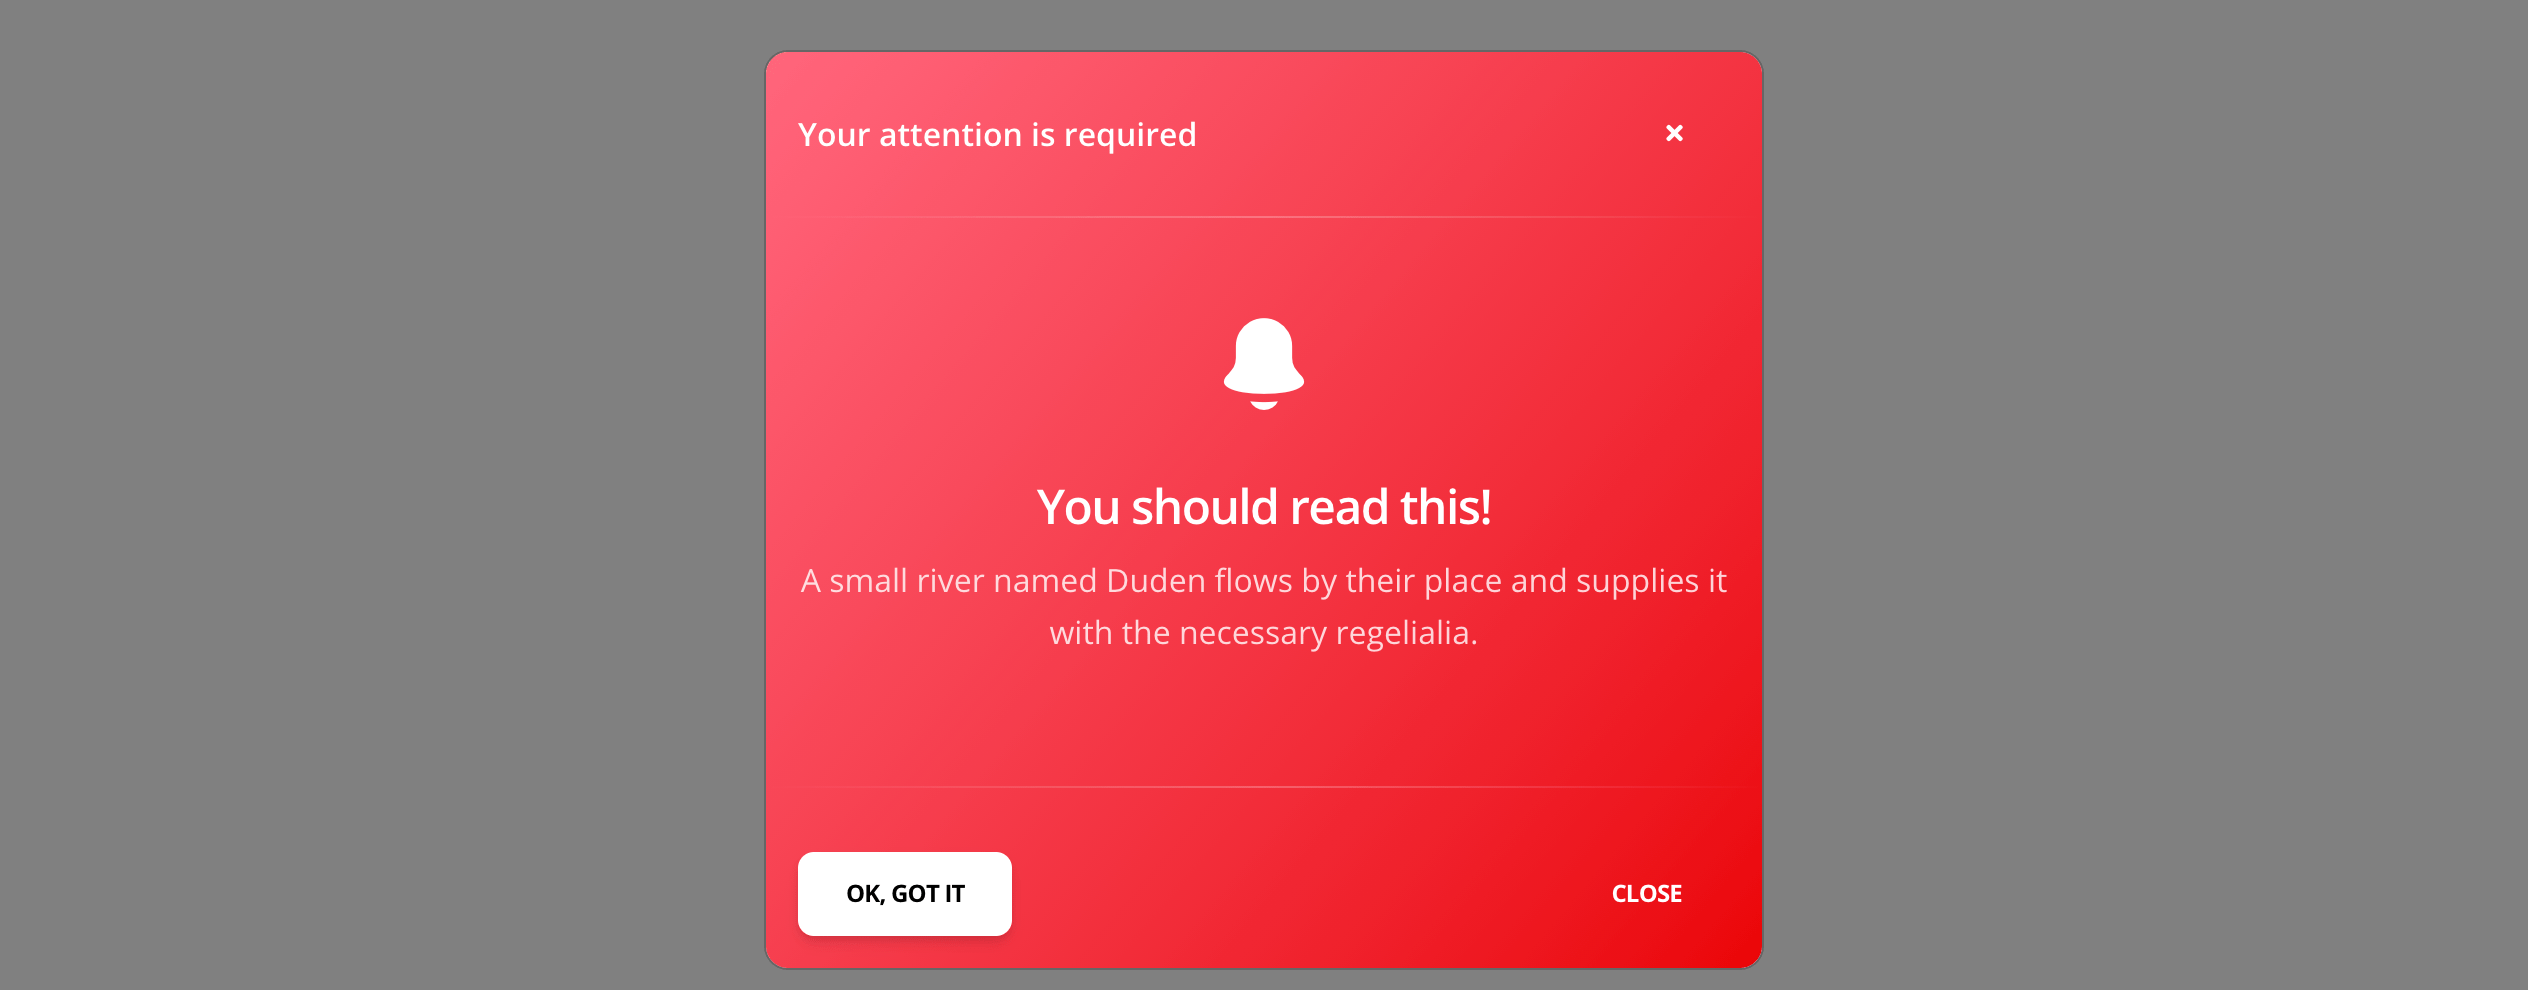 Your attention is required
You should read this!
A small river named Duden flows by their place and supplies it
with the necessary regelialia.
OK, GOT IT
CLOSE